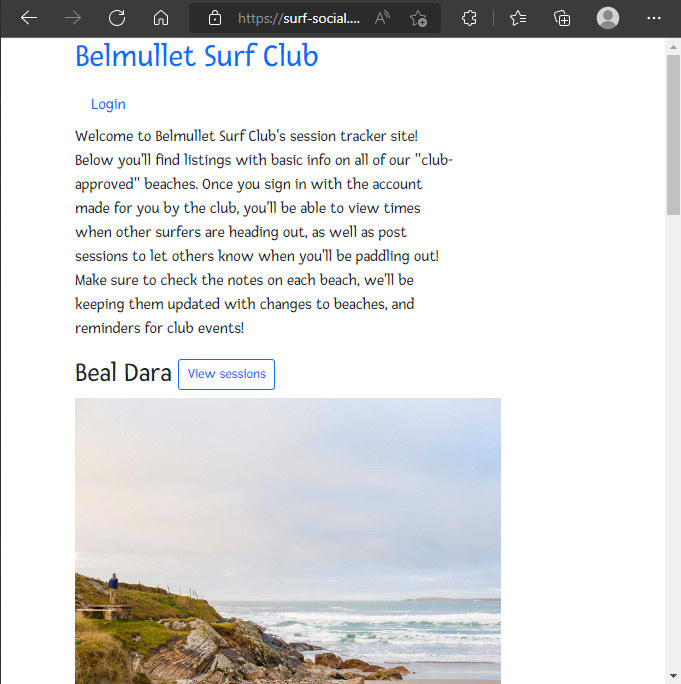 https://surf-social....
Belmullet Surf Club
Login
Welcome to Belmullet Surf Club's session tracker site!
Below you'll find listings with basic info on all of our "club-
approved" beaches. Once you sign in with the account
made for you by the club, you'll be able to view times
when other surfers are heading out, as well as post
sessions to let others know when you'll be paddling out!
Make sure to check the notes on each beach, we'll be
keeping them updated with changes to beaches, and
reminders for club events!
Beal Dara View sessions